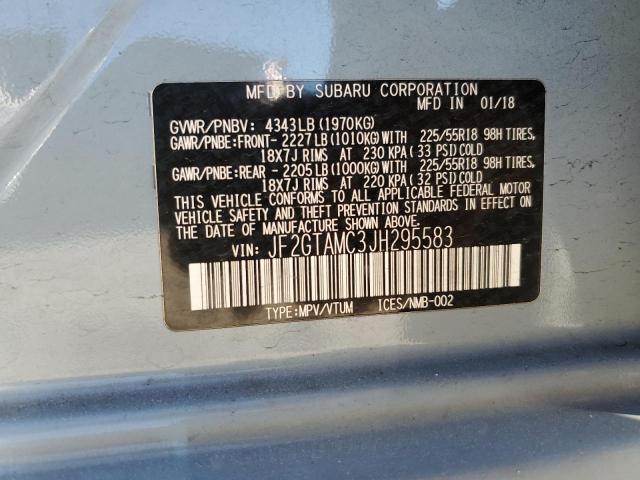 MFD BY SUBARU CORPORATION
MFD IN 01/18
GVWR/PNBV: 4343LB(1970KG)
GAWR/PNBE:FRONT- 2227LB(1010KG)WITH 225/55R18 98H TIRES,
18X7J RIMS AT 230 KPA(33 PSI)COLD
GAWR/PNBE:REAR - 2205LB(1000KG)WITH 225/55R18 98H TIRES,
18X7J RIMS AT 220 KPA(32 PSI)COLD
THIS VEHICLE CONFORMS TO ALL APPLICABLE FEDERAL MOTOR
VEHICLE SAFETY AND THEFT PREVENTION STANDARDS IN EFFECT ON
THE DATE OF MANUFACTURE SHOWN ABOVE.
VIN: JF2GTAMC3JH295583
TYPE:MPV/VTUM ICES/NMB-002